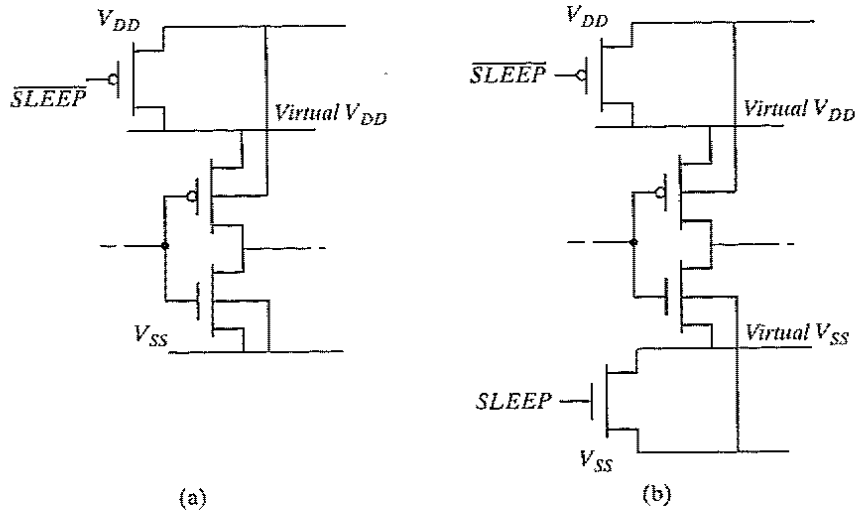 V_DD
SLEEP
Virtual V_DD
V_SS
(a)
V_DD
SLEEP
Virtual V_DD
Virtual V_SS
SLEEP
V_SS
(b)